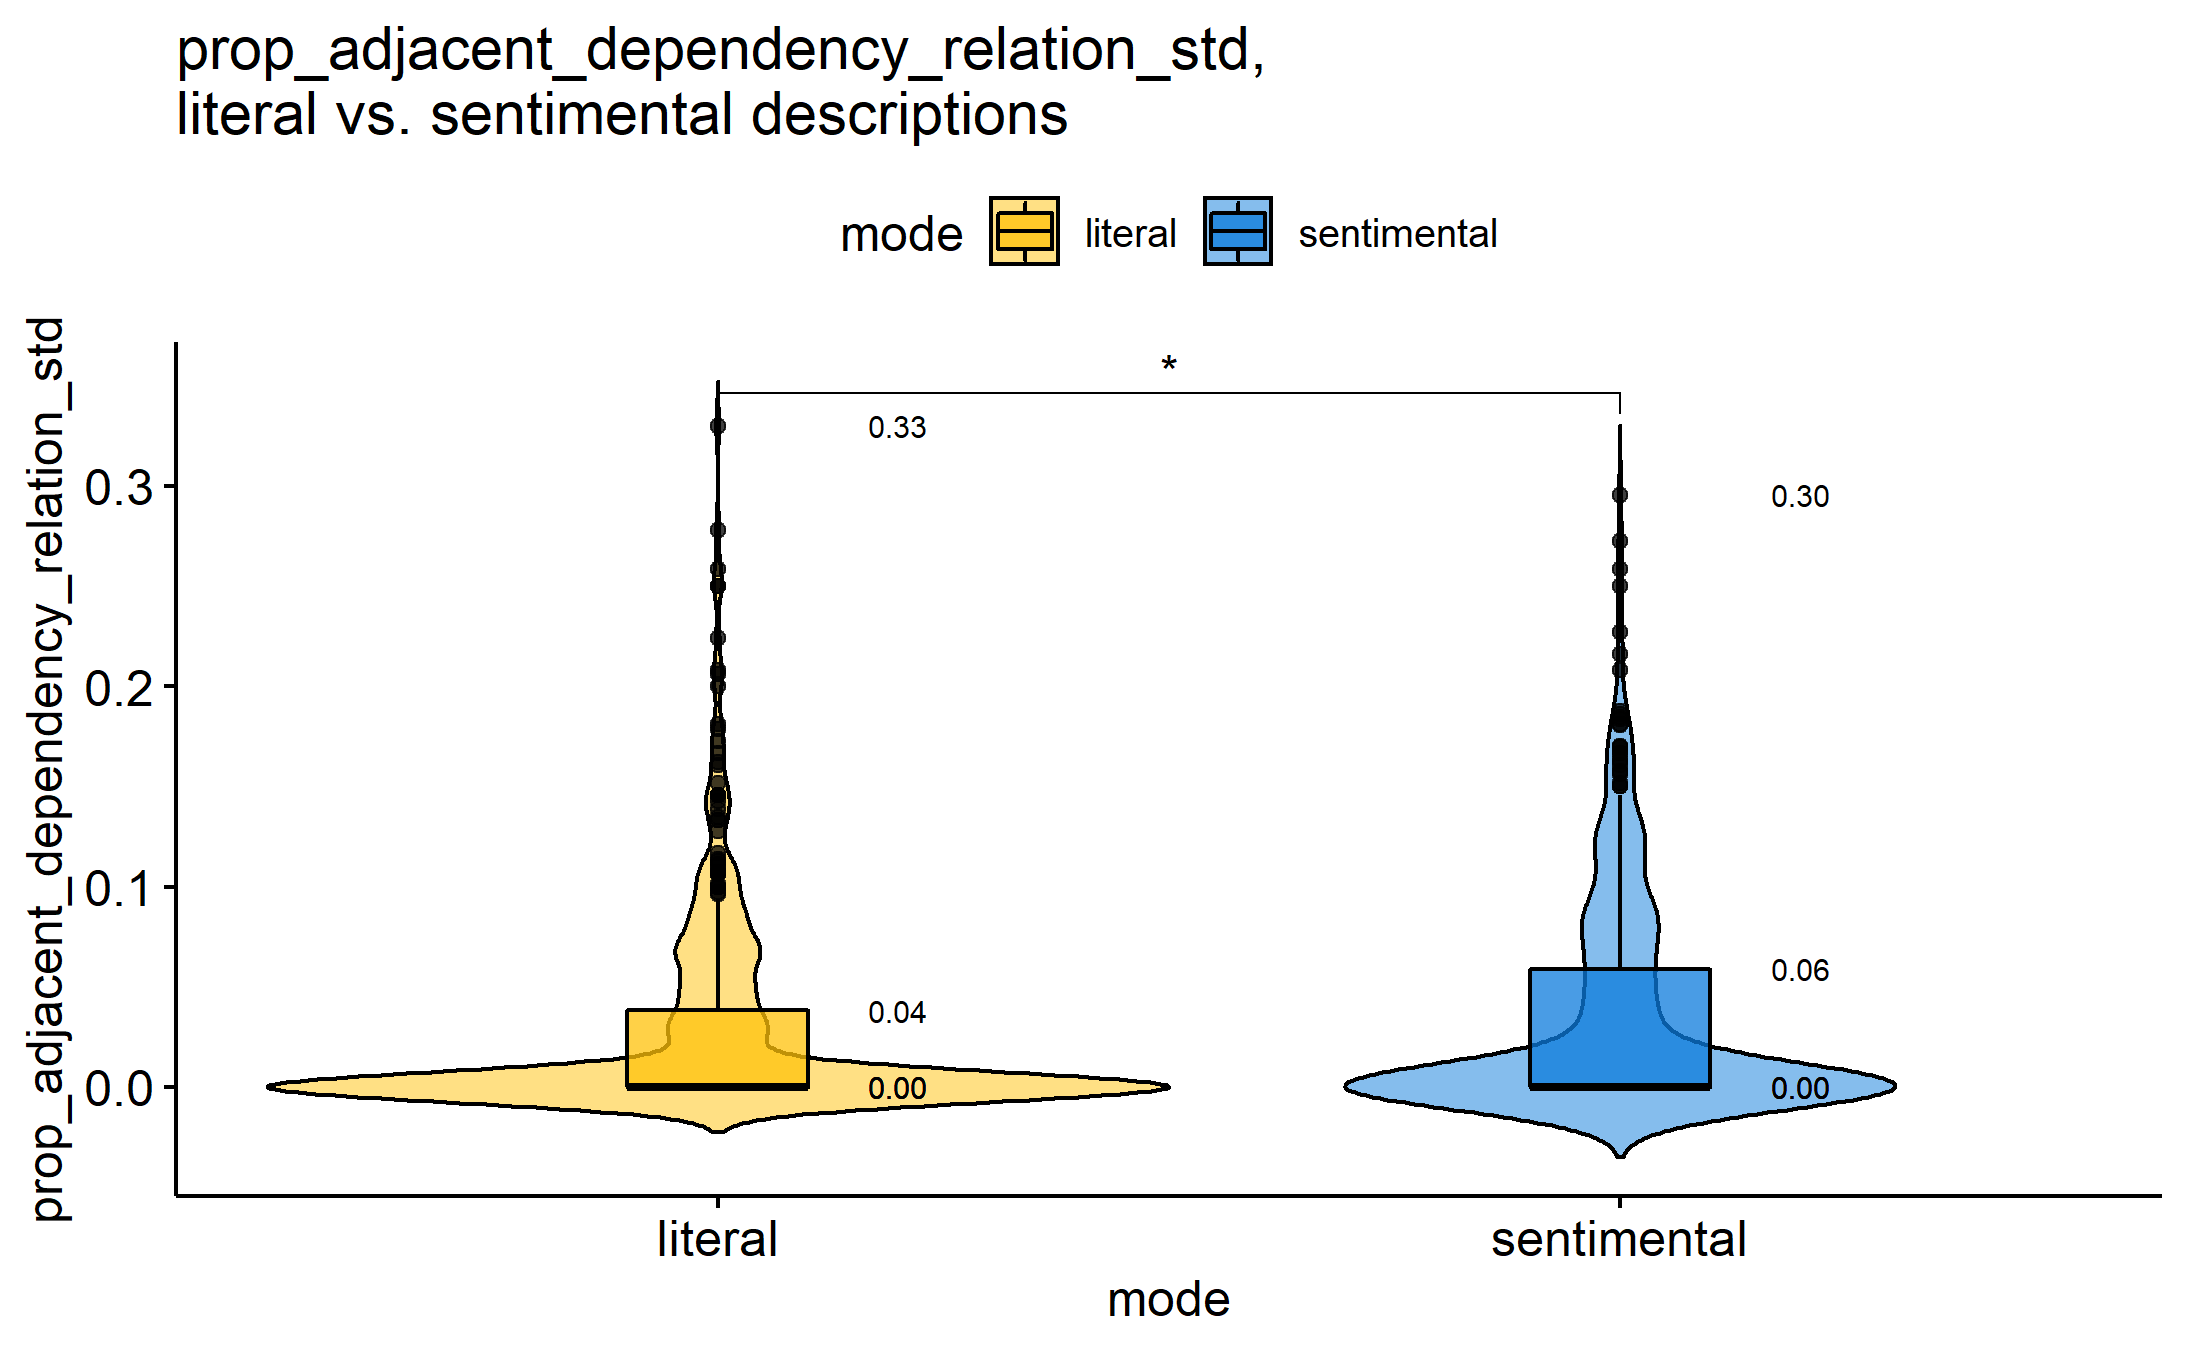 prop_adjacent_dependency_relation_std,
literal vs. sentimental descriptions
mode literal sentimental
prop_adjacent_dependency_relation_std
*
0.33
0.3
0.30
0.2
0.1
0.06
0.04
0.0
0.00
0.00
literal sentimental
mode